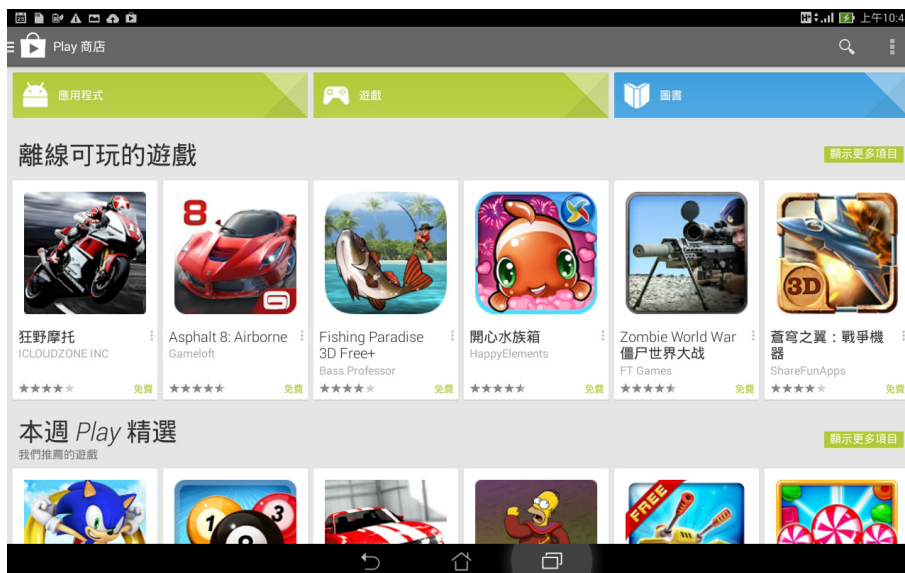 上午10:4
Play 商店
應用程式
遊戲
圖書
離線可玩的遊戲
顯示更多項目
8
3D
狂野摩托
ICLOUDZONE INC
免費
Asphalt 8: Airborne
Gameloft
免費
Fishing Paradise
3D Free+
Bass Professor
免費
開心水族箱
HappyElements
免費
Zombie World War
僵尸世界大战
FT Games
免費
蒼穹之翼：戰爭機
器
ShareFunApps
免費
本週 Play 精選
我們推薦的遊戲
顯示更多項目
1
3
8
FREE